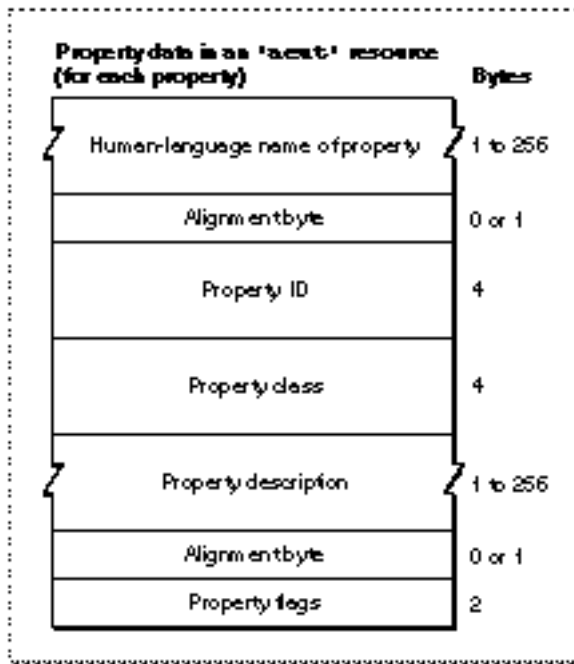 Property data in an 'aeut' resource
(for each property) Bytes
Human-language name of property 1 to 256
Alignment byte 0 or 1
Property ID 4
Property class 4
Property description 1 to 256
Alignment byte 0 or 1
Property flags 2